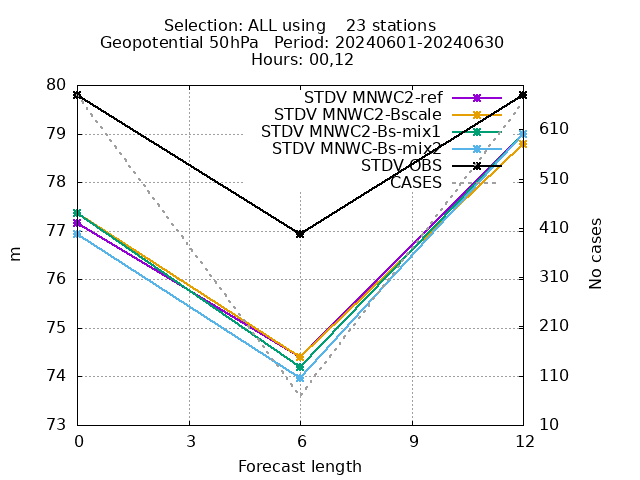 Selection: ALL using    23 stations
Geopotential 50hPa   Period: 20240601-20240630
Hours: 00,12
STDV MNWC2-ref
STDV MNWC2-Bscale
STDV MNWC2-Bs-mix1
STDV MNWC-Bs-mix2
STDV OBS
CASES
80
79
78
77
76
75
74
73
m
610
510
410
310
210
110
10
No cases
0
3
6
9
12
Forecast length